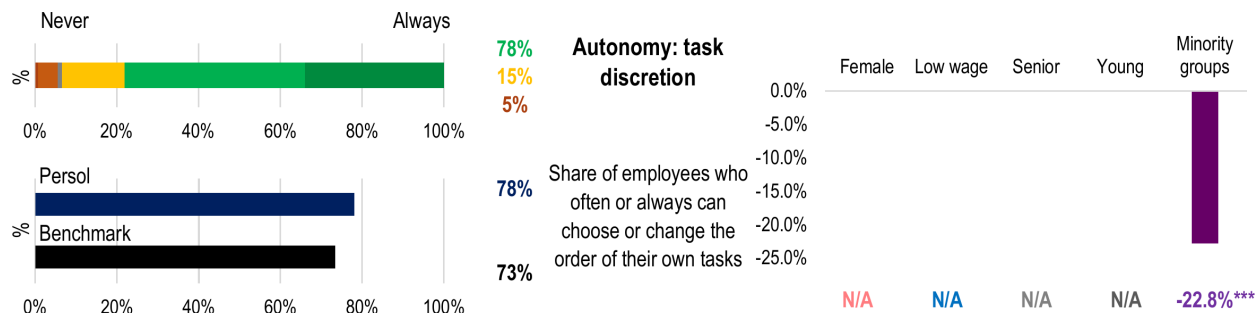 Never Always
%
0% 20% 40% 60% 80% 100%
78%
15%
5%
Autonomy: task
discretion
Persol
Benchmark
%
0% 20% 40% 60% 80% 100%
78%
73%
Share of employees who
often or always can
choose or change the
order of their own tasks
Female Low wage Senior Young Minority
groups
0.0%
-5.0%
-10.0%
-15.0%
-20.0%
-25.0%
N/A N/A N/A N/A -22.8%***